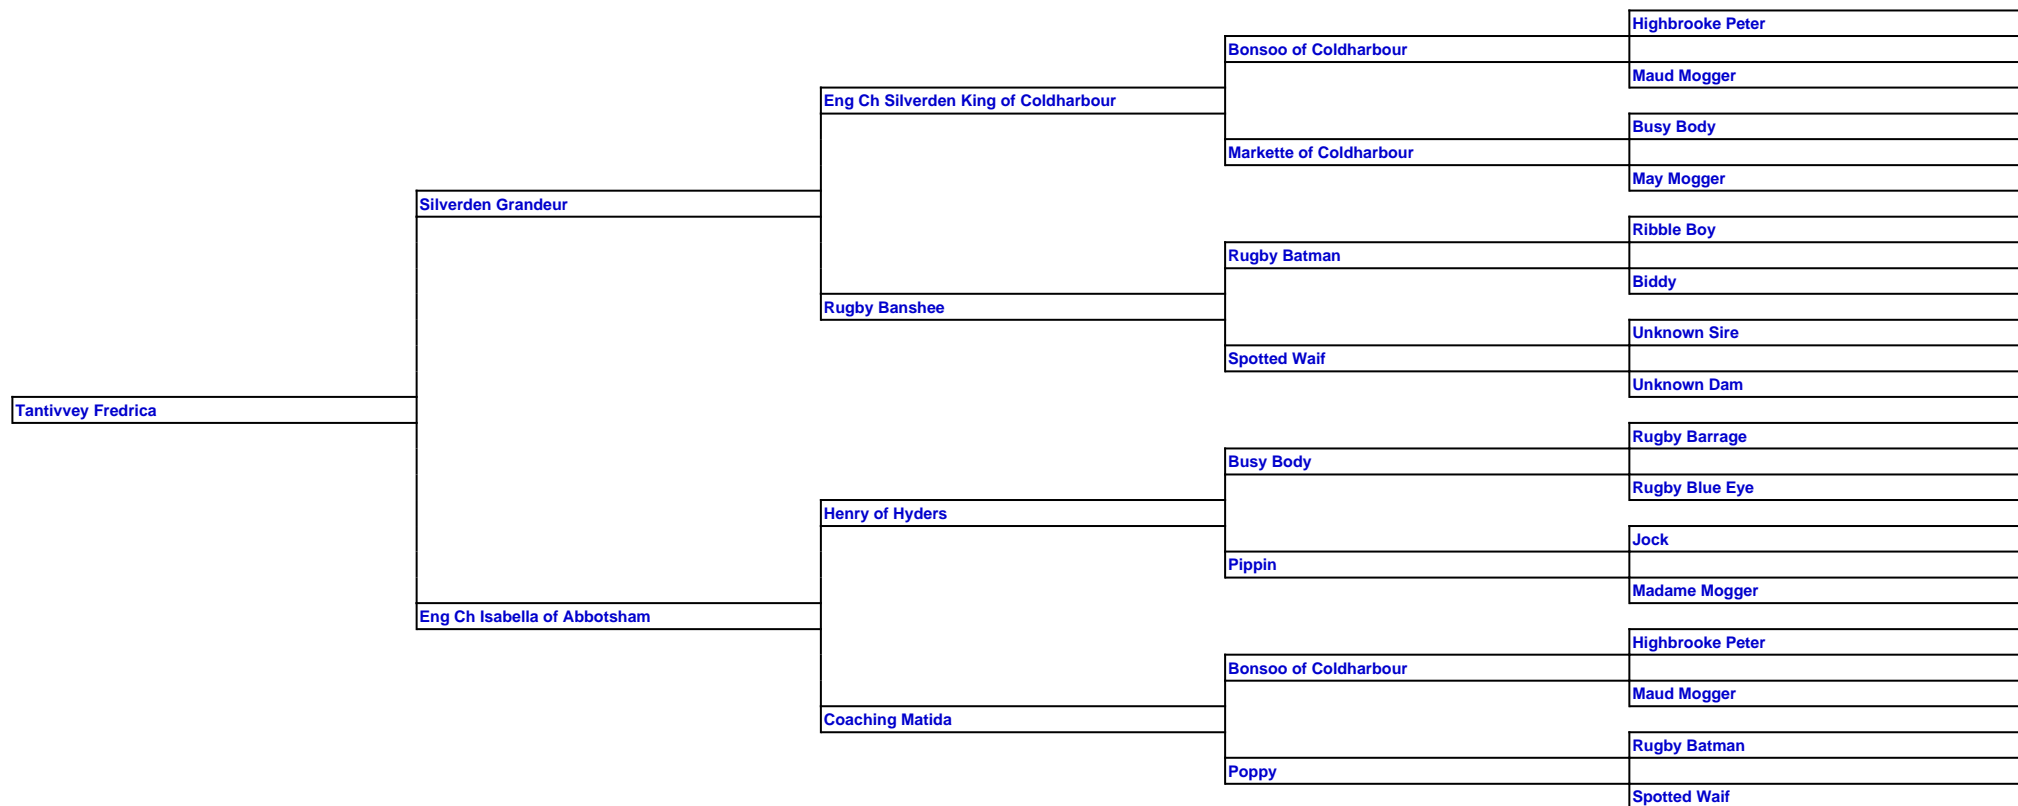 Highbrooke Peter
Bonsoo of Coldharbour
Maud Mogger
Eng Ch Silverden King of Coldharbour
Busy Body
Markette of Coldharbour
May Mogger
Silverden Grandeur
Ribble Boy
Rugby Batman
Biddy
Rugby Banshee
Unknown Sire
Spotted Waif
Unknown Dam
Tantivvey Fredrica
Rugby Barrage
Busy Body
Rugby Blue Eye
Henry of Hyders
Jock
Pippin
Madame Mogger
Eng Ch Isabella of Abbotsham
Highbrooke Peter
Bonsoo of Coldharbour
Maud Mogger
Coaching Matida
Rugby Batman
Poppy
Spotted Waif